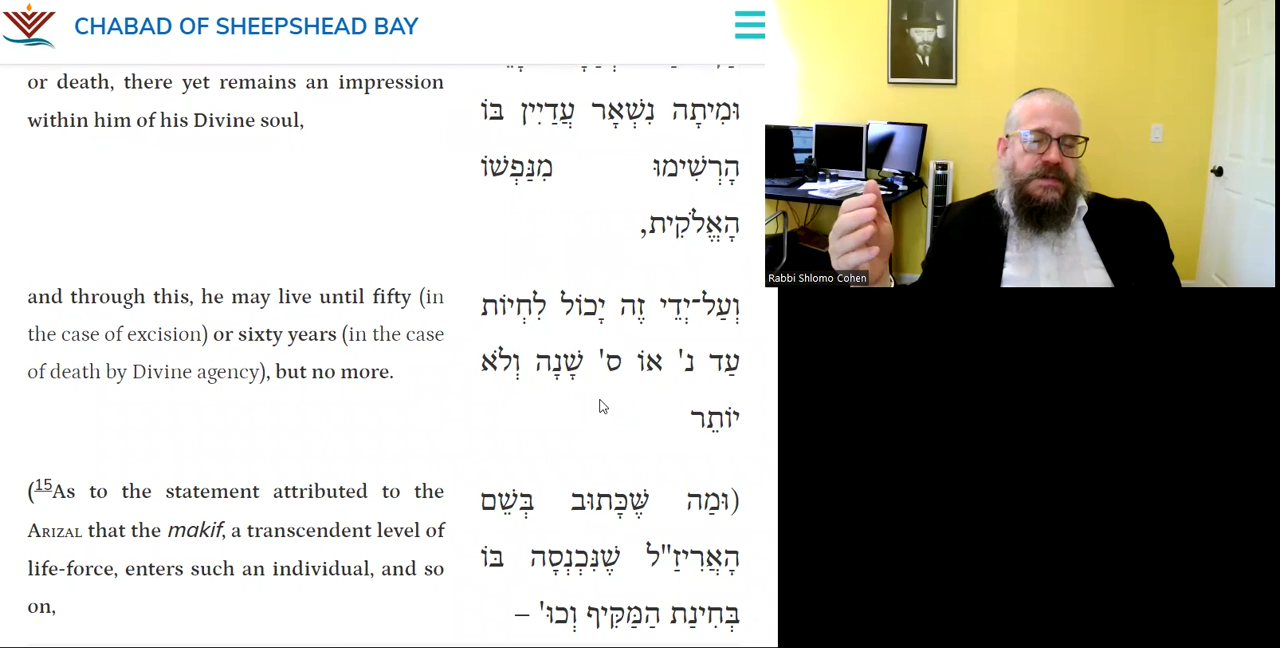 CHABAD OF SHEEPSHEAD BAY
or death, there yet remains an impression
within him of his Divine soul,
וּמִיתָה נִשְׁאָר עֲדַיִין בּוֹ
הָרְשִׁימוּ מִנַּפְשׁוֹ
הָאֱלֹקִית,
and through this, he may live until fifty (in
the case of excision) or sixty years (in the case
of death by Divine agency), but no more.
וְעַל־יְדֵי זֶה יָכוֹל לִחְיוֹת
עַד נ' אוֹ ס' שָׁנָה וְלֹא
יוֹתֵר
(15As to the statement attributed to the
ARIZAL that the makif, a transcendent level of
life-force, enters such an individual, and so
on,
(וּמַה שֶּׁכָּתוּב בְּשֵׁם
הָאֲרִיזַ"ל שֶׁנִּכְנְסָה בּוֹ
בְּחִינַת הַמַּקִּיף וְכוּ' –
Rabbi Shlomo Cohen